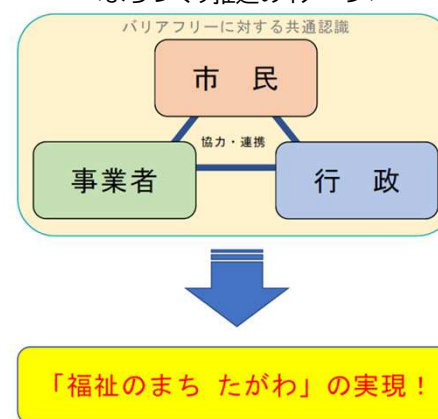 バリアフリーに対する共通認識
市　民
協力・連携
事業者
行　政
「福祉のまち たがわ」の実現！